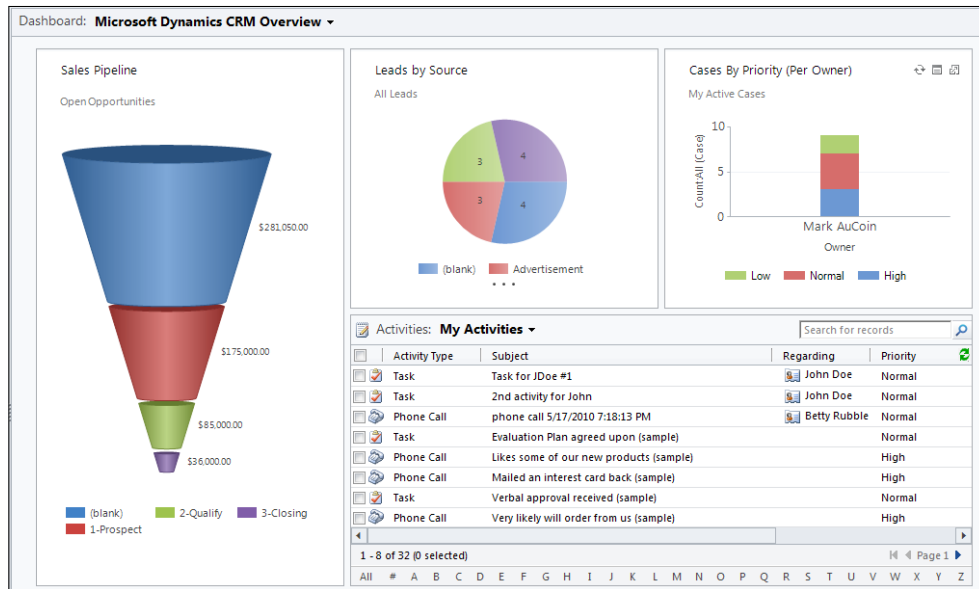 Dashboard: Microsoft Dynamics CRM Overview
Sales Pipeline
Open Opportunities
$281,050.00
$175,000.00
$85,000.00
$36,000.00
(blank) 2-Qualify 3-Closing
1-Prospect
Leads by Source
All Leads
3 4
3 4
(blank) Advertisement
• • •
Cases By Priority (Per Owner)
My Active Cases
Count:All (Case)
10
5
0
Mark AuCoin
Owner
Low Normal High
Activities: My Activities
Search for records
Activity Type Subject Regarding Priority
Task Task for JDoe #1 John Doe Normal
Task 2nd activity for John John Doe Normal
Phone Call phone call 5/17/2010 7:18:13 PM Betty Rubble Normal
Task Evaluation Plan agreed upon (sample) Normal
Phone Call Likes some of our new products (sample) High
Phone Call Mailed an interest card back (sample) High
Task Verbal approval received (sample) Normal
Phone Call Very likely will order from us (sample) High
1 - 8 of 32 (0 selected) Page 1
All # A B C D E F G H I J K L M N O P Q R S T U V W X Y Z